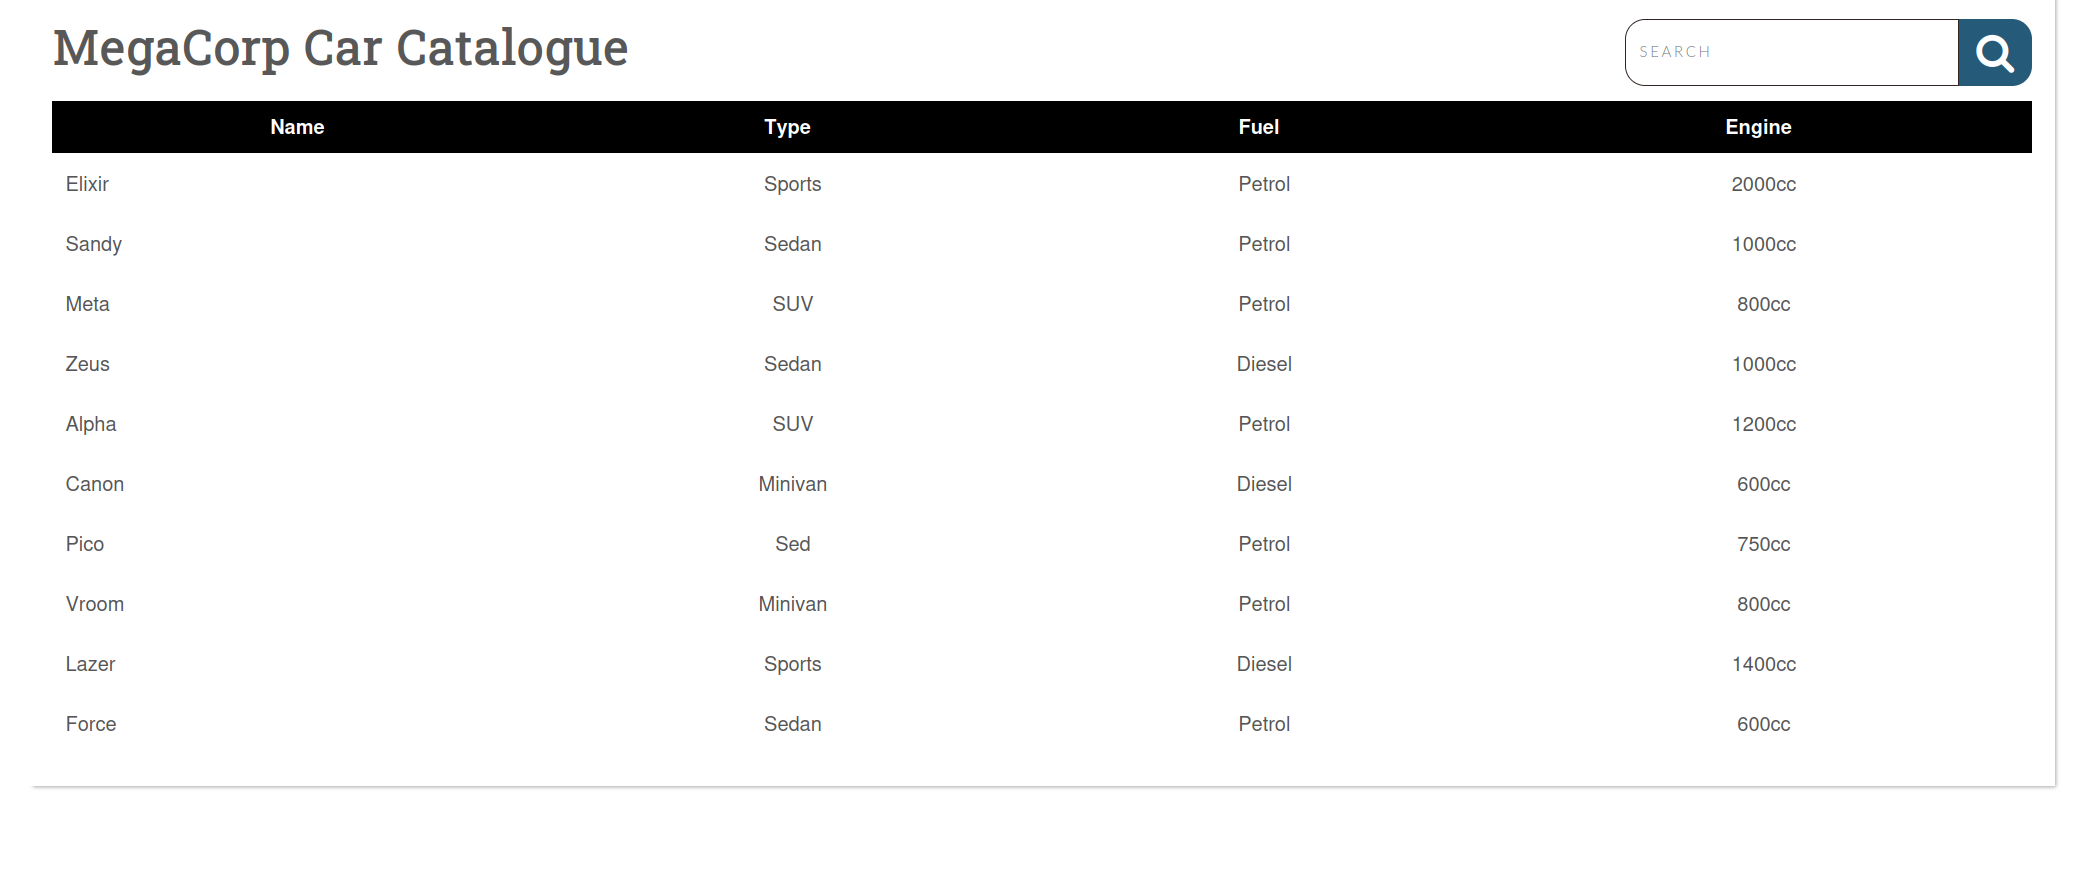 MegaCorp Car Catalogue
SEARCH
Name Type Fuel Engine
Elixir Sports Petrol 2000cc
Sandy Sedan Petrol 1000cc
Meta SUV Petrol 800cc
Zeus Sedan Diesel 1000cc
Alpha SUV Petrol 1200cc
Canon Minivan Diesel 600cc
Pico Sed Petrol 750cc
Vroom Minivan Petrol 800cc
Lazer Sports Diesel 1400cc
Force Sedan Petrol 600cc